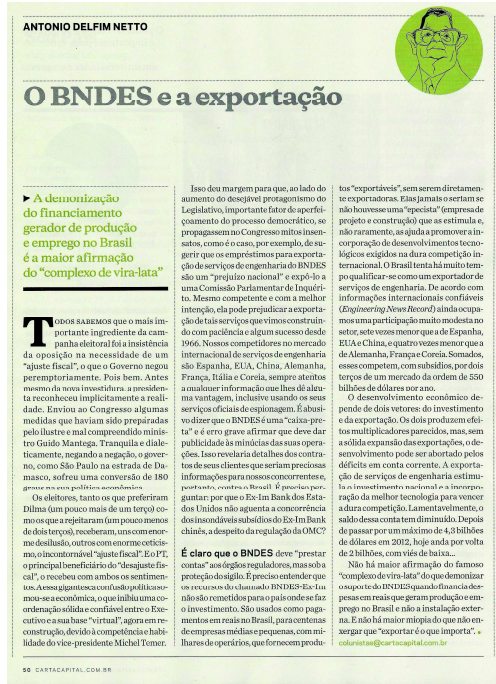 ANTONIO DELFIM NETTO
O BNDES e a exportação
► A demonização
do financiamento
gerador de produção
e emprego no Brasil
é a maior afirmação
do “complexo de vira-lata”
TODOS SABEMOS que o mais im-
portante ingrediente da cam-
panha eleitoral foi a insistência
da oposição na necessidade de um
“ajuste fiscal”, o que o Governo negou
peremptoriamente. Pois bem. Antes
mesmo da nova investidura, a presiden-
ta reconheceu implicitamente a reali-
dade. Enviou ao Congresso algumas
medidas que haviam sido preparadas
pelo ilustre e mal compreendido minis-
tro Guido Mantega. Tranquila e diale-
ticamente, negando a negação, o gover-
no, como São Paulo na estrada de Da-
masco, sofreu uma conversão de 180
graus na sua política econômica.
Os eleitores, tanto os que preferiram
Dilma (um pouco mais de um terço) co-
mo os que a rejeitaram (um pouco menos
de dois terços), receberam, uns com enor-
me desilusão, outros com enorme ceticis-
mo, o incontornável “ajuste fiscal”. E o PT,
o principal beneficiário do “desajuste fis-
cal”, o recebeu com ambos os sentimen-
tos. A essa gigantesca confusão política so-
mou-se a econômica, o que inibiu uma co-
ordenação sólida e confiável entre o Exe-
cutivo e a sua base “virtual”, agora em re-
construção, devido à competência e habi-
lidade do vice-presidente Michel Temer.
Isso deu margem para que, ao lado do
aumento do desejável protagonismo do
Legislativo, importante fator de aperfei-
çoamento do processo democrático, se
propagassem no Congresso mitos insen-
satos, como é o caso, por exemplo, de su-
gerir que os empréstimos para exporta-
ção de serviços de engenharia do BNDES
são um “prejuízo nacional” e expô-lo a
uma Comissão Parlamentar de Inquéri-
to. Mesmo competente e com a melhor
intenção, ela pode prejudicar a exporta-
ção de tais serviços que vimos construin-
do com paciência e algum sucesso desde
1966. Nossos competidores no mercado
internacional de serviços de engenharia
são Espanha, EUA, China, Alemanha,
França, Itália e Coreia, sempre atentos
a qualquer informação que lhes dê algu-
ma vantagem, inclusive usando os seus
serviços oficiais de espionagem. É abusi-
vo dizer que o BNDES é uma “caixa-pre-
ta” e é erro grave afirmar que deve dar
publicidade às minúcias das suas opera-
ções. Isso revelaria detalhes dos contra-
tos de seus clientes que seriam preciosas
informações para nossos concorrentes e,
portanto, contra o Brasil. É preciso per-
guntar: por que o Ex-Im Bank dos Esta-
dos Unidos não aguenta a concorrência
dos insondáveis subsídios do Ex-Im Bank
chinês, a despeito da regulação da OMC?
É claro que o BNDES deve “prestar
contas” aos órgãos reguladores, mas sob a
proteção do sigilo. É preciso entender que
os recursos do chamado BNDES-Ex-Im
não são remetidos para o país onde se faz
o investimento. São usados como paga-
mentos em reais no Brasil, para centenas
de empresas médias e pequenas, com mi-
lhares de operários, que fornecem produ-
tos “exportáveis”, sem serem diretamen-
te exportadoras. Elas jamais o seriam se
não houvesse uma “epecista” (empresa de
projeto e construção) que as estimula e,
não raramente, as ajuda a promover a in-
corporação de desenvolvimentos tecno-
lógicos exigidos na dura competição in-
ternacional. O Brasil tenta há muito tem-
po qualificar-se como um exportador de
serviços de engenharia. De acordo com
informações internacionais confiáveis
(Engineering News Record) ainda ocupa-
mos uma participação muito modesta no
setor, sete vezes menor que a de Espanha,
EUA e China, e quatro vezes menor que a
de Alemanha, França e Coreia. Somados,
esses competem, com subsídios, por dois
terços de um mercado da ordem de 550
bilhões de dólares por ano.
O desenvolvimento econômico de-
pende de dois vetores: do investimento
e da exportação. Os dois produzem efei-
tos multiplicadores parecidos, mas, sem
a sólida expansão das exportações, o de-
senvolvimento pode ser abortado pelos
déficits em conta corrente. A exporta-
ção de serviços de engenharia estimu-
la o investimento nacional e a incorpo-
ração da melhor tecnologia para vencer
a dura competição. Lamentavelmente, o
saldo dessa conta tem diminuído. Depois
de passar por um máximo de 4,3 bilhões
de dólares em 2012, hoje anda por volta
de 2 bilhões, com viés de baixa...
Não há maior afirmação do famoso
“complexo de vira-lata” do que demonizar
o suporte do BNDES quando financia des-
pesas em reais que geram produção e em-
prego no Brasil e não a instalação exter-
na. E não há maior miopia do que não en-
xergar que “exportar é o que importa”.
colunistas@cartacapital.com.br
50 CARTACAPITAL.COM.BR